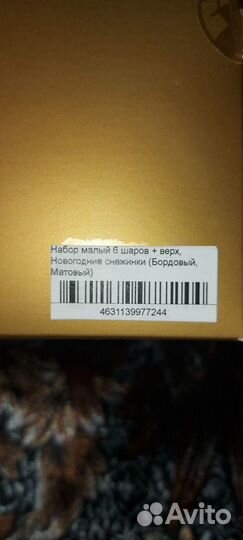 Набор малый 6 шаров + верх,
Новогодние снежинки (Бордовый,
Матовый)
4631139977244
Avito